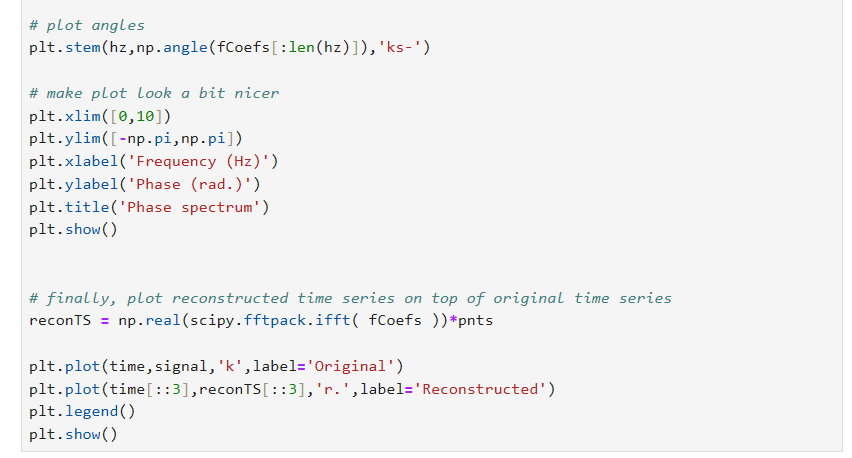 # plot angles
plt.stem(hz,np.angle(fCoefs[:len(hz)]),'ks-')
# make plot look a bit nicer
plt.xlim([0,10])
plt.ylim([-np.pi,np.pi])
plt.xlabel('Frequency (Hz)')
plt.ylabel('Phase (rad.)')
plt.title('Phase spectrum')
plt.show()
# finally, plot reconstructed time series on top of original time series
reconTS = np.real(scipy.fftpack.ifft( fCoefs ))*pnts
plt.plot(time,signal,'k',label='Original')
plt.plot(time[::3],reconTS[::3],'r.',label='Reconstructed')
plt.legend()
plt.show()